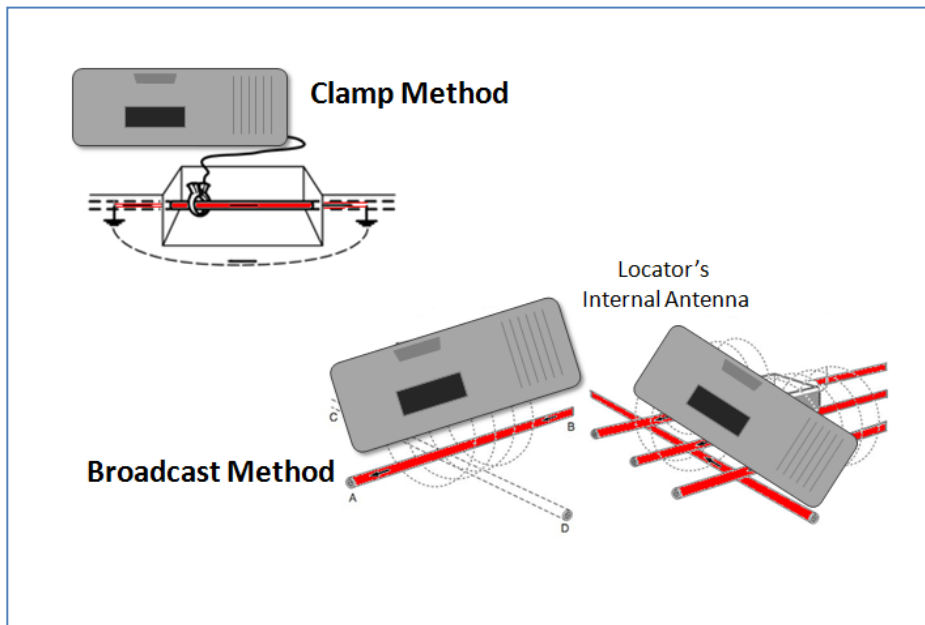 Clamp Method
Locator's
Internal Antenna
C
B
Broadcast Method
A
D